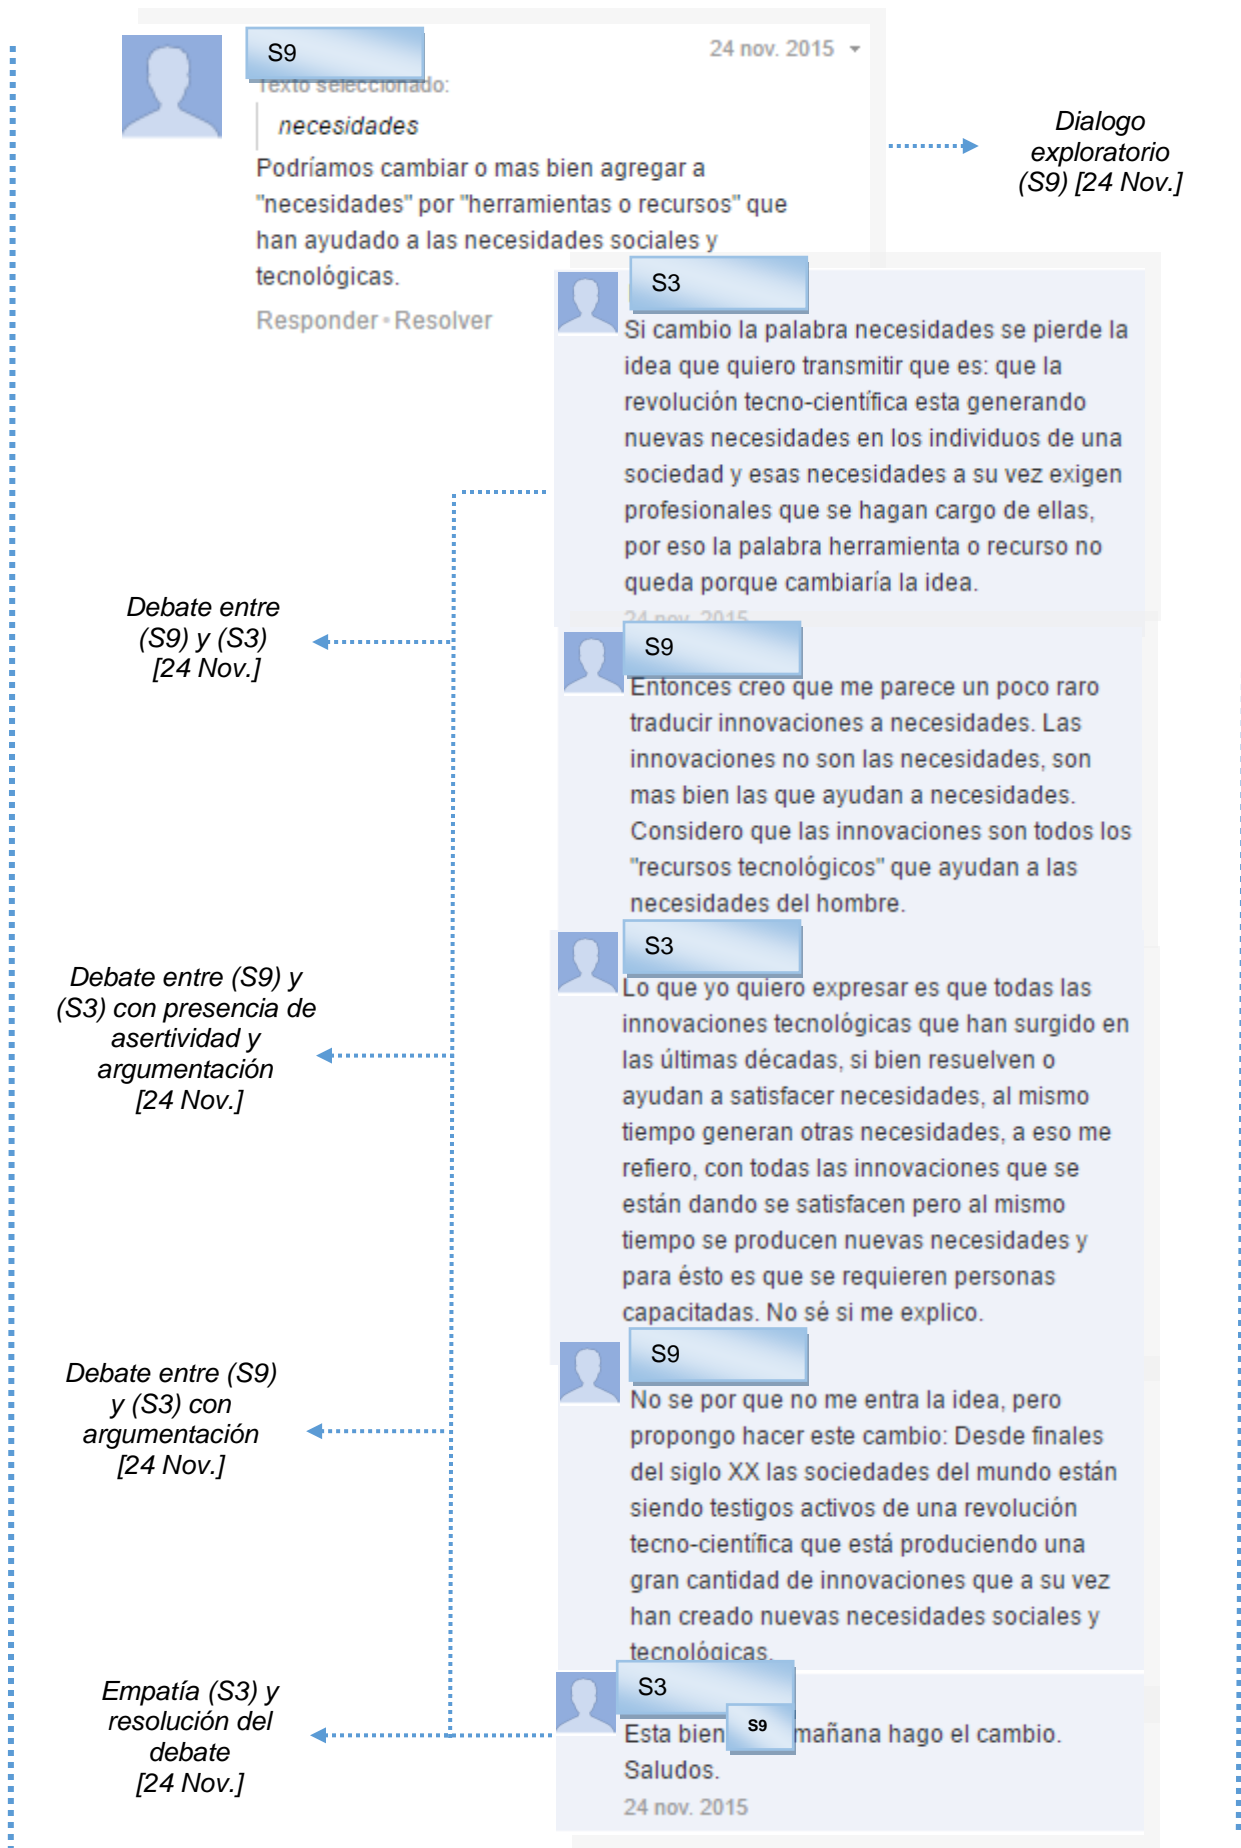 S9
24 nov. 2015
Texto seleccionado:
necesidades
Podríamos cambiar o mas bien agregar a
"necesidades" por "herramientas o recursos" que
han ayudado a las necesidades sociales y
tecnológicas.
Responder • Resolver
Dialogo
exploratorio
(S9) [24 Nov.]
S3
Si cambio la palabra necesidades se pierde la
idea que quiero transmitir que es: que la
revolución tecno-científica esta generando
nuevas necesidades en los individuos de una
sociedad y esas necesidades a su vez exigen
profesionales que se hagan cargo de ellas,
por eso la palabra herramienta o recurso no
queda porque cambiaría la idea.
24 nov. 2015
Debate entre
(S9) y (S3)
[24 Nov.]
S9
Entonces creo que me parece un poco raro
traducir innovaciones a necesidades. Las
innovaciones no son las necesidades, son
mas bien las que ayudan a necesidades.
Considero que las innovaciones son todos los
"recursos tecnológicos" que ayudan a las
necesidades del hombre.
Debate entre (S9) y
(S3) con presencia de
asertividad y
argumentación
[24 Nov.]
S3
Lo que yo quiero expresar es que todas las
innovaciones tecnológicas que han surgido en
las últimas décadas, si bien resuelven o
ayudan a satisfacer necesidades, al mismo
tiempo generan otras necesidades, a eso me
refiero, con todas las innovaciones que se
están dando se satisfacen pero al mismo
tiempo se producen nuevas necesidades y
para ésto es que se requieren personas
capacitadas. No sé si me explico.
Debate entre (S9)
y (S3) con
argumentación
[24 Nov.]
S9
No se por que no me entra la idea, pero
propongo hacer este cambio: Desde finales
del siglo XX las sociedades del mundo están
siendo testigos activos de una revolución
tecno-científica que está produciendo una
gran cantidad de innovaciones que a su vez
han creado nuevas necesidades sociales y
tecnológicas.
Empatía (S3) y
resolución del
debate
[24 Nov.]
S3
Esta bien S9 mañana hago el cambio.
Saludos.
24 nov. 2015